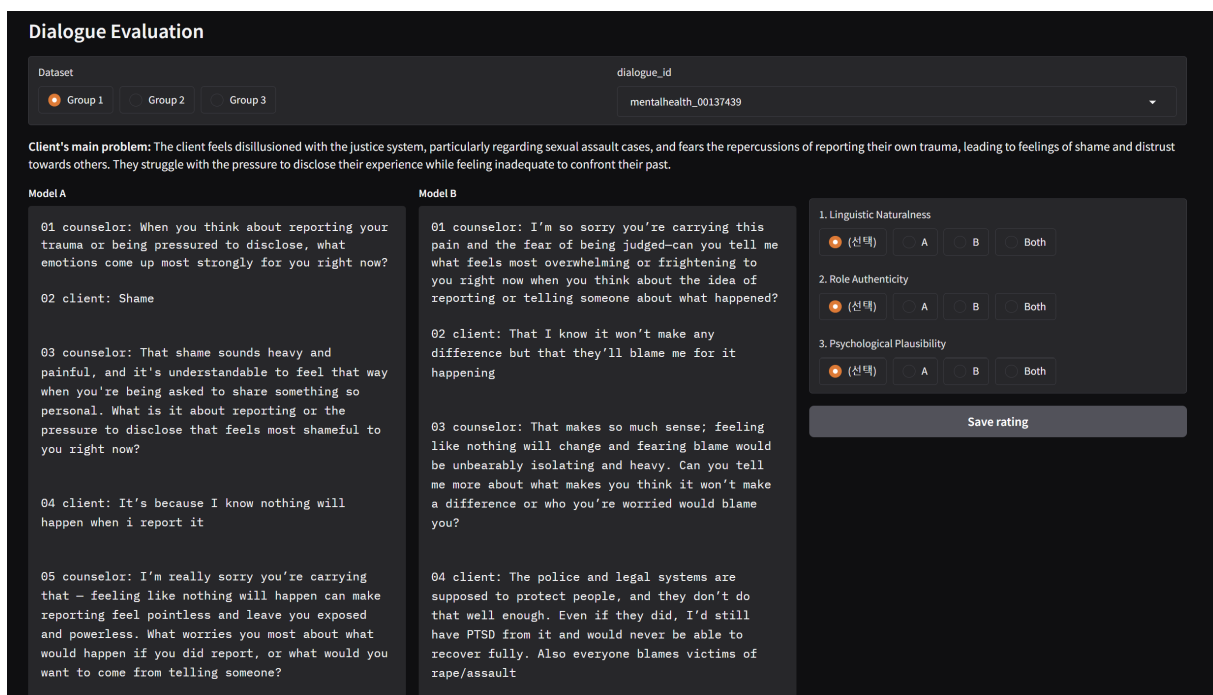 Dialogue Evaluation
Dataset
Group 1
Group 2
Group 3
dialogue_id
mentalhealth_00137439
Client's main problem: The client feels disillusioned with the justice system, particularly regarding sexual assault cases, and fears the repercussions of reporting their own trauma, leading to feelings of shame and distrust
towards others. They struggle with the pressure to disclose their experience while feeling inadequate to confront their past.
Model A
01 counselor: When you think about reporting your
trauma or being pressured to disclose, what
emotions come up most strongly for you right now?
02 client: Shame
03 counselor: That shame sounds heavy and
painful, and it's understandable to feel that way
when you're being asked to share something so
personal. What is it about reporting or the
pressure to disclose that feels most shameful to
you right now?
04 client: It’s because I know nothing will
happen when i report it
05 counselor: I’m really sorry you’re carrying
that — feeling like nothing will happen can make
reporting feel pointless and leave you exposed
and powerless. What worries you most about what
would happen if you did report, or what would you
want to come from telling someone?
Model B
01 counselor: I’m so sorry you’re carrying this
pain and the fear of being judged—can you tell me
what feels most overwhelming or frightening to
you right now when you think about the idea of
reporting or telling someone about what happened?
02 client: That I know it won’t make any
difference but that they’ll blame me for it
happening
03 counselor: That makes so much sense; feeling
like nothing will change and fearing blame would
be unbearably isolating and heavy. Can you tell
me more about what makes you think it won’t make
a difference or who you’re worried would blame
you?
04 client: The police and legal systems are
supposed to protect people, and they don’t do
that well enough. Even if they did, I’d still
have PTSD from it and would never be able to
recover fully. Also everyone blames victims of
rape/assault
1. Linguistic Naturalness
(선택)
A
B
Both
2. Role Authenticity
(선택)
A
B
Both
3. Psychological Plausibility
(선택)
A
B
Both
Save rating